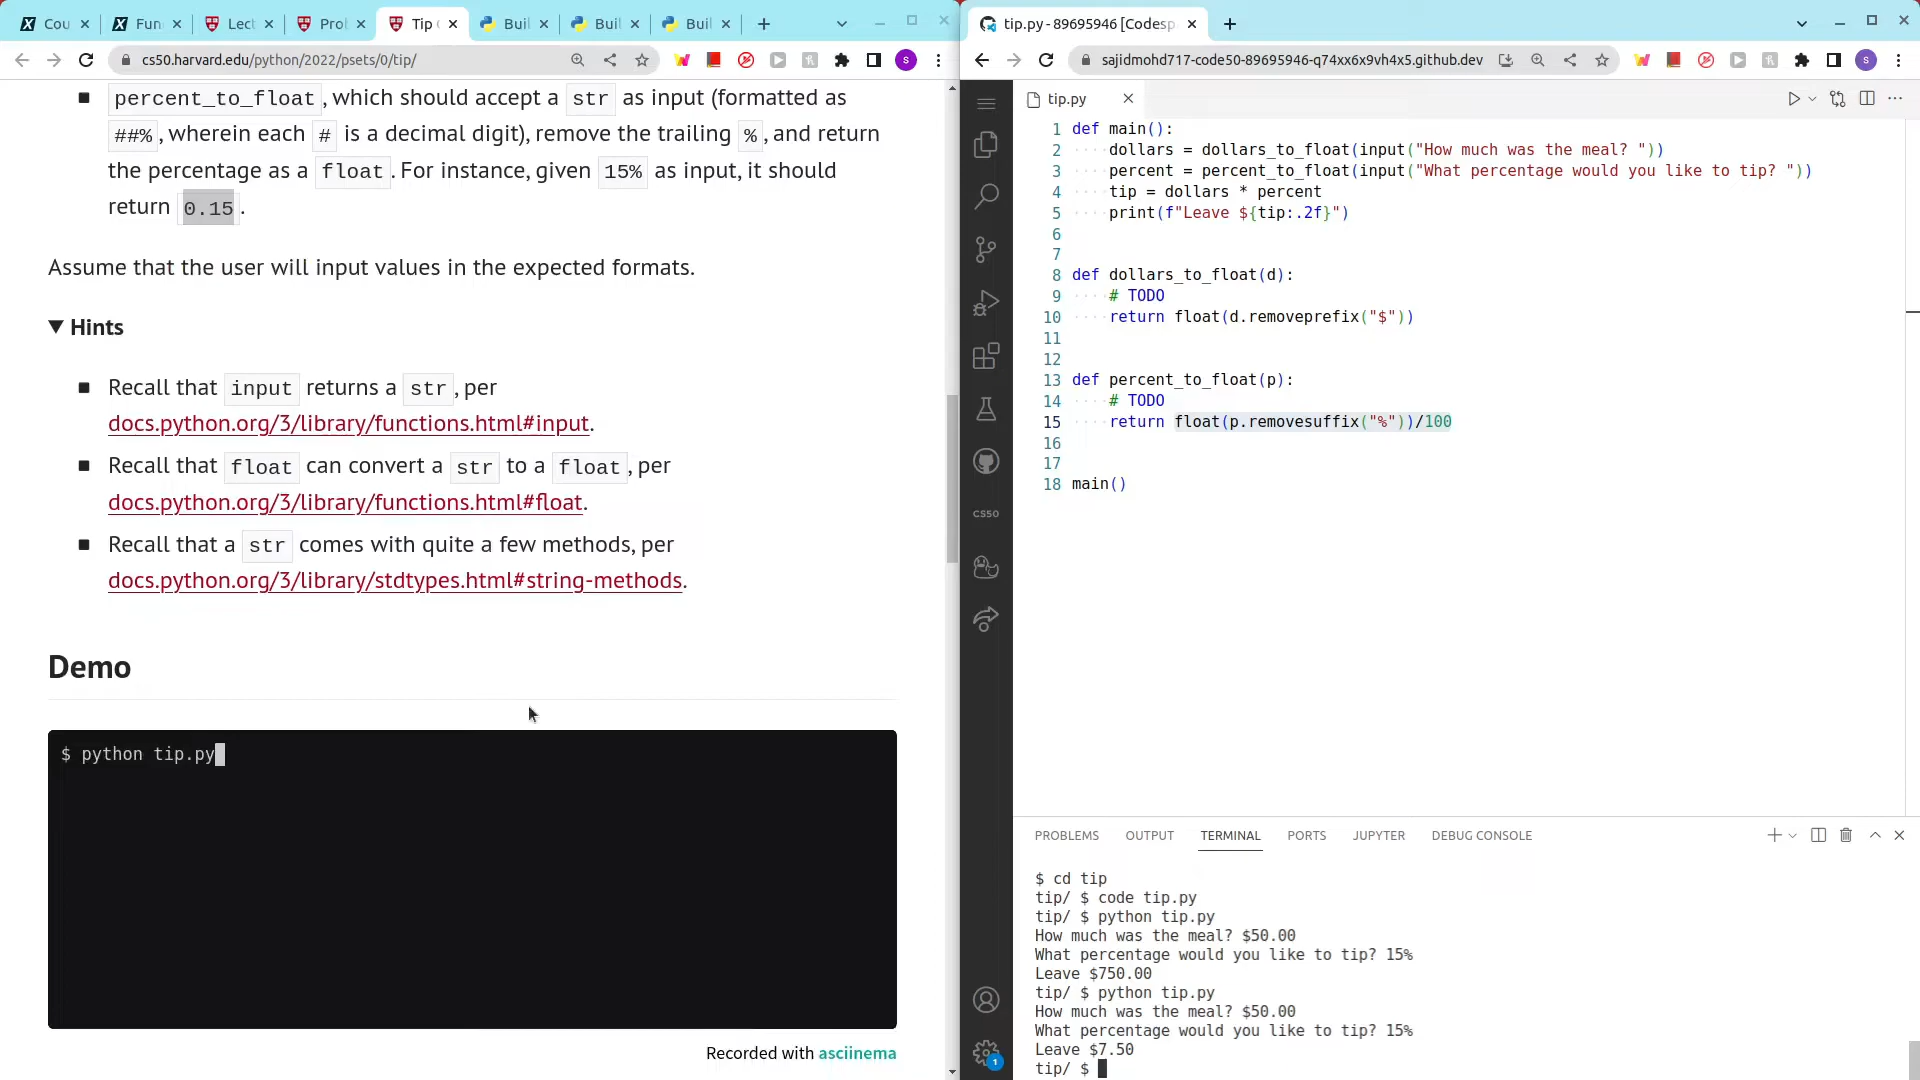 Cou
Fun
Lect
Prol
Tip
Buil
Buil
Buil
cs50.harvard.edu/python/2022/psets/0/tip/
S
percent_to_float, which should accept a str as input (formatted as
##%, wherein each # is a decimal digit), remove the trailing %, and return
the percentage as a float. For instance, given 15% as input, it should
return 0.15.
Assume that the user will input values in the expected formats.
Hints
Recall that input returns a str, per
docs.python.org/3/library/functions.html#input.
Recall that float can convert a str to a float, per
docs.python.org/3/library/functions.html#float.
Recall that a str comes with quite a few methods, per
docs.python.org/3/library/stdtypes.html#string-methods.
Demo
$ python tip.py
Recorded with asciinema
tip.py - 89695946 [Codesp
sajidmohd717-code50-89695946-q74xx6x9vh4x5.github.dev
S
tip.py
1 def main():
2 dollars = dollars_to_float(input("How much was the meal? "))
3 percent = percent_to_float(input("What percentage would you like to tip? "))
4 tip = dollars * percent
5 print(f"Leave ${tip:.2f}")
6
7
8 def dollars_to_float(d):
9 # TODO
10 return float(d.removeprefix("$"))
11
12
13 def percent_to_float(p):
14 # TODO
15 return float(p.removesuffix("%"))/100
16
17
18 main()
CS50
1
PROBLEMS OUTPUT TERMINAL PORTS JUPYTER DEBUG CONSOLE
$ cd tip
tip/ $ code tip.py
tip/ $ python tip.py
How much was the meal? $50.00
What percentage would you like to tip? 15%
Leave $750.00
tip/ $ python tip.py
How much was the meal? $50.00
What percentage would you like to tip? 15%
Leave $7.50
tip/ $